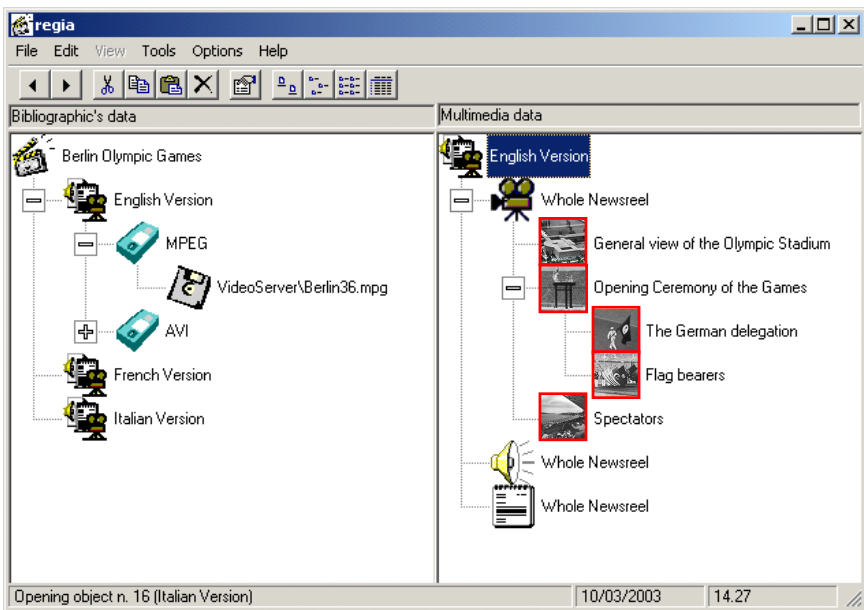 regia
File Edit View Tools Options Help
Bibliographic's data
Berlin Olympic Games
English Version
MPEG
VideoServer\Berlin36.mpg
AVI
French Version
Italian Version
Multimedia data
English Version
Whole Newsreel
General view of the Olympic Stadium
Opening Ceremony of the Games
The German delegation
Flag bearers
Spectators
Whole Newsreel
Whole Newsreel
Opening object n. 16 (Italian Version) 10/03/2003 14.27